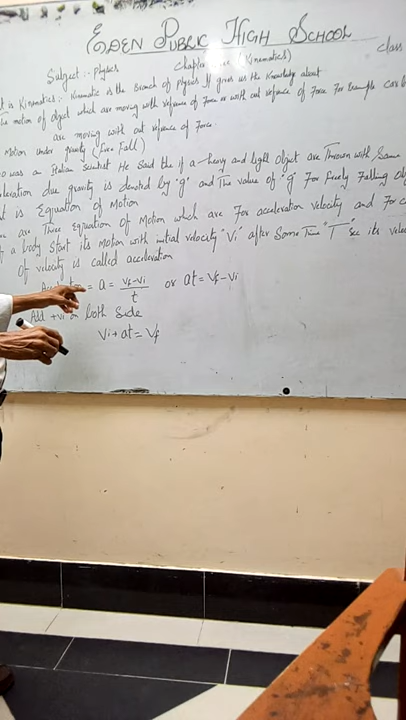 EDEN PUBLIC HIGH SCHOOL
Subject :- Physics Chapter (Kinematics) class
is Kinematics:- Kinematic is the Branch of Physics It gives us the Knowledge about
The motion of object which are moving with refrence of Force or with out refrence of Force For Example Car
are moving with out refrence of Force
Motion under gravity (Free Fall)
was a Italian Scientist He Said the if a heavy and light object are Thrown with Same
due gravity is denoted by "g" and The value of "g" For Freely Falling
is Equation of Motion
are Three Equation of Motion which are For acceleration velocity and For
a body Start its Motion with initial velocity "Vi" after Some Time "T" Sec its
Of velocity is called acceleration
= a = Vf-Vi/t or at = Vf-Vi
Add +Vi on both Side
Vi + at = Vf